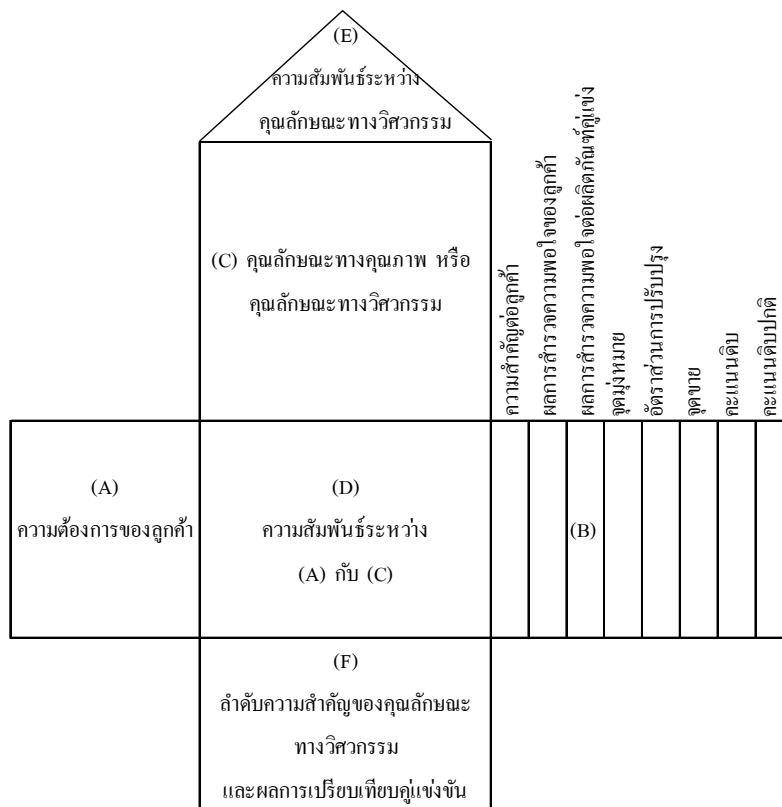 (E)
ความสัมพันธ์ระหว่าง
คุณลักษณะทางวิศวกรรม
(C) คุณลักษณะทางคุณภาพ หรือ
คุณลักษณะทางวิศวกรรม
ความสำคัญต่อลูกค้า
ผลการสำรวจความพอใจของลูกค้า
ผลการสำรวจความพอใจต่อผลิตภัณฑ์คู่แข่ง
จุดมุ่งหมาย
อัตราส่วนการปรับปรุง
จุดขาย
คะแนนดิบ
คะแนนดิบปกติ
(A)
ความต้องการของลูกค้า
(D)
ความสัมพันธ์ระหว่าง
(A) กับ (C)
(B)
(F)
ลำดับความสำคัญของคุณลักษณะ
ทางวิศวกรรม
และผลการเปรียบเทียบคู่แข่งขัน